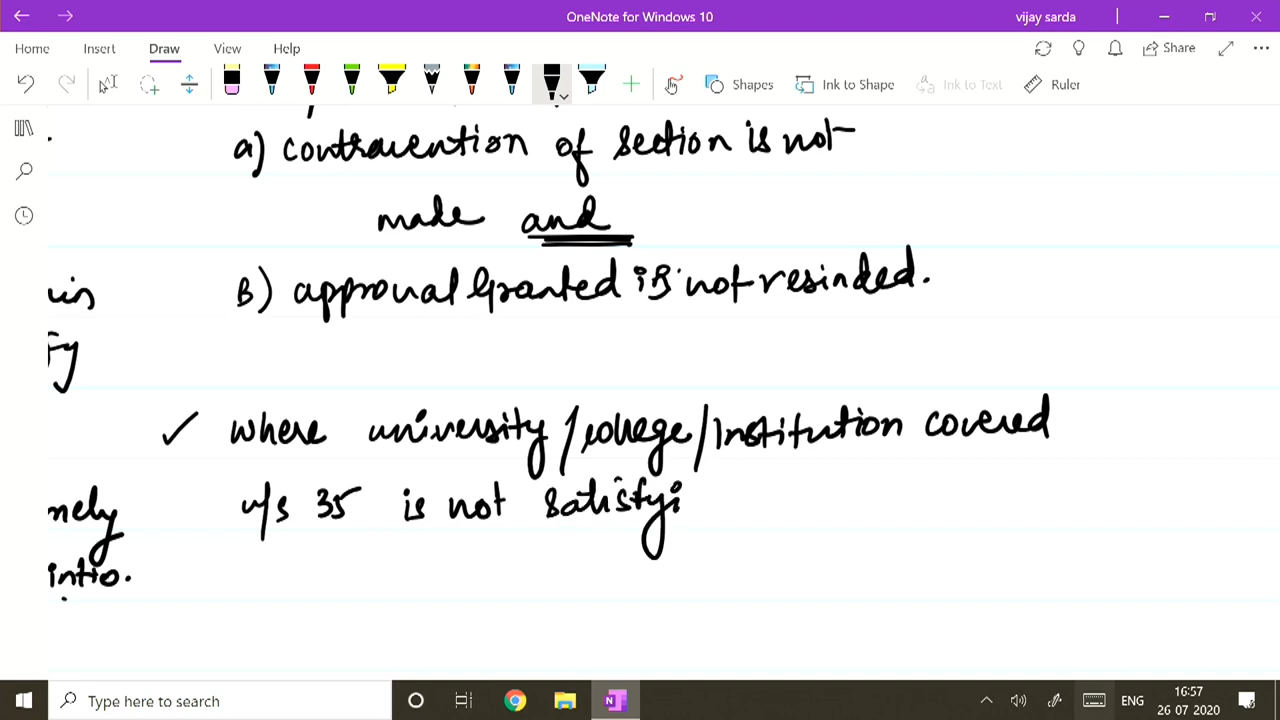 OneNote for Windows 10
vijay sarda
Home Insert Draw View Help
Share
Shapes Ink to Shape Ink to Text Ruler
a) contravention of section is not
made and
B) approval granted is not resinded.
where university/college/Institution covered
u/s 35 is not satisfyi
mely
intio.
Type here to search
ENG
16:57
26-07-2020